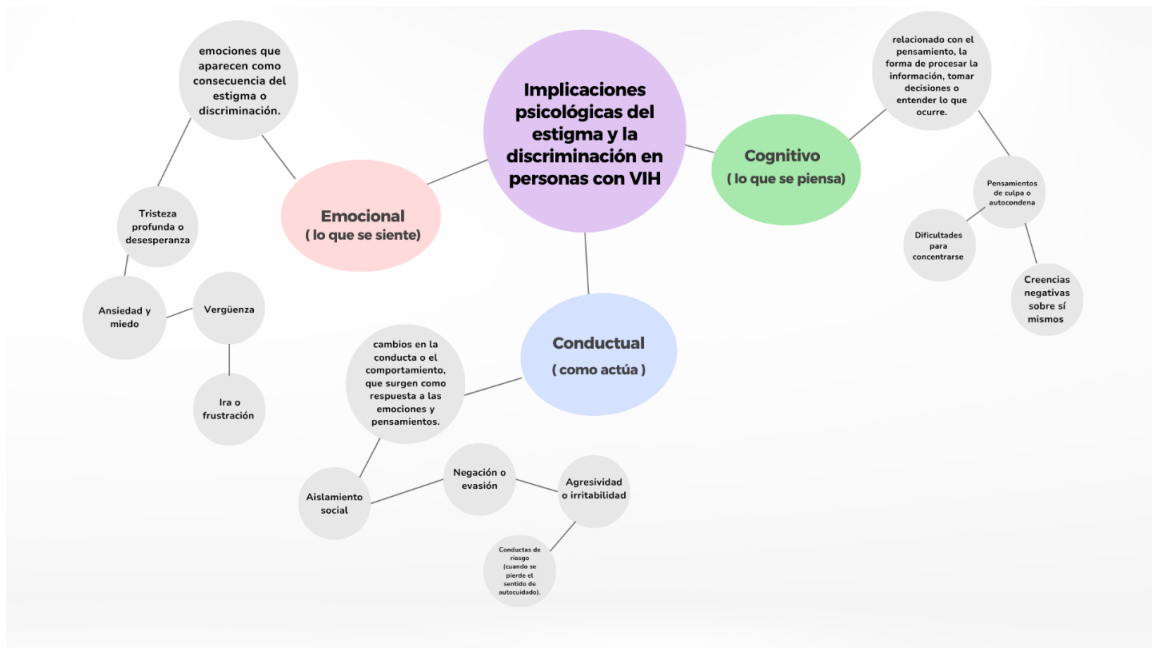 Implicaciones
psicológicas del
estigma y la
discriminación en
personas con VIH
Emocional
( lo que se siente)
emociones que
aparecen como
consecuencia del
estigma o
discriminación.
Tristeza
profunda o
desesperanza
Ansiedad y
miedo
Vergüenza
Ira o
frustración
Conductual
( como actúa )
cambios en la
conducta o el
comportamiento,
que surgen como
respuesta a las
emociones y
pensamientos.
Aislamiento
social
Negación o
evasión
Agresividad
o irritabilidad
Conductas de
riesgo
(cuando se
pierde el
sentido de
autocuidado).
Cognitivo
( lo que se piensa)
relacionado con el
pensamiento, la
forma de procesar la
información, tomar
decisiones o
entender lo que
ocurre.
Pensamientos
de culpa o
autocondena
Dificultades
para
concentrarse
Creencias
negativas
sobre sí
mismos